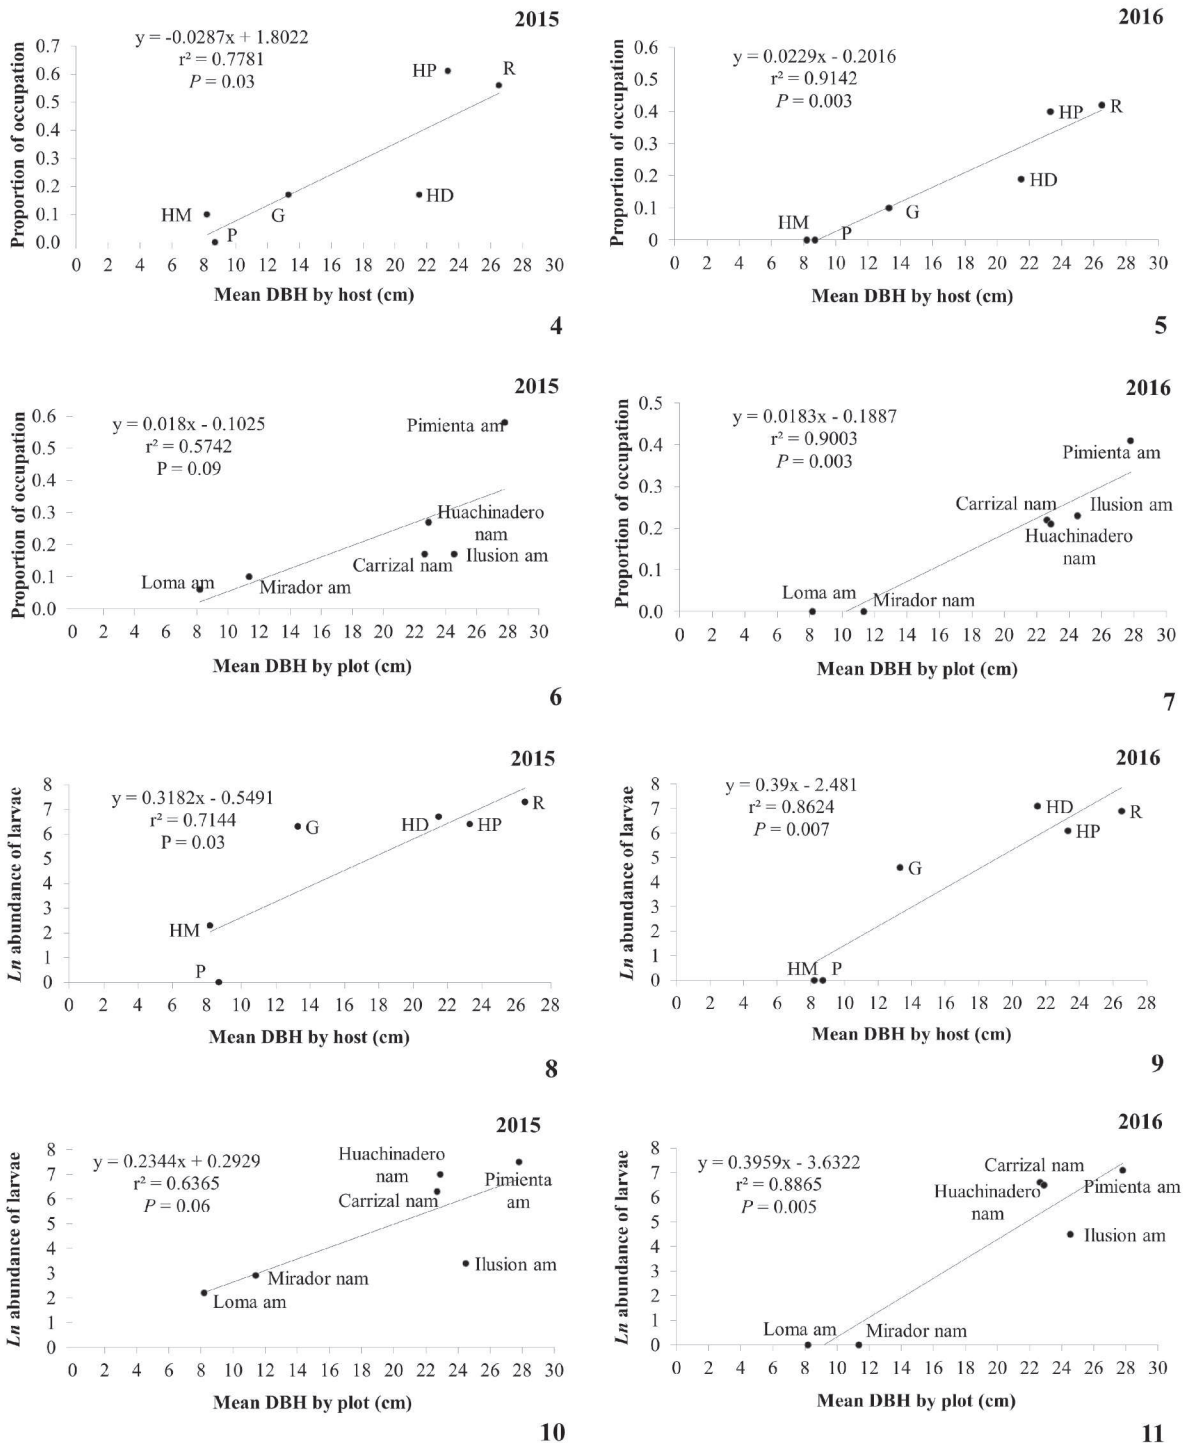 2015
y = -0.0287x + 1.8022
r² = 0.7781
P = 0.03
Proportion of occupation
0.7
0.6
0.5
0.4
0.3
0.2
0.1
0.0
HP
R
HD
HM
G
P
0 2 4 6 8 10 12 14 16 18 20 22 24 26 28 30
Mean DBH by host (cm)
4
2016
y = 0.0229x - 0.2016
r² = 0.9142
P = 0.003
Proportion of occupation
0.6
0.5
0.4
0.3
0.2
0.1
0
HP
R
HD
G
HM
P
0 2 4 6 8 10 12 14 16 18 20 22 24 26 28 30
Mean DBH by host (cm)
5
2015
y = 0.018x - 0.1025
r² = 0.5742
P = 0.09
Proportion of occupation
0.6
0.5
0.4
0.3
0.2
0.1
0.0
Pimienta am
Huachinadero
nam
Carrizal nam
Ilusion am
Loma am
Mirador am
0 2 4 6 8 10 12 14 16 18 20 22 24 26 28 30
Mean DBH by plot (cm)
6
2016
y = 0.0183x - 0.1887
r² = 0.9003
P = 0.003
Proportion of occupation
0.5
0.4
0.3
0.2
0.1
0.0
Pimienta am
Carrizal nam
Ilusion am
Huachinadero
nam
Loma am
Mirador nam
0 2 4 6 8 10 12 14 16 18 20 22 24 26 28 30
Mean DBH by plot (cm)
7
2015
y = 0.3182x - 0.5491
r² = 0.7144
P = 0.03
Ln abundance of larvae
8
7
6
5
4
3
2
1
0
R
G
HD
HP
HM
P
0 2 4 6 8 10 12 14 16 18 20 22 24 26 28
Mean DBH by host (cm)
8
2016
y = 0.39x - 2.481
r² = 0.8624
P = 0.007
Ln abundance of larvae
8
7
6
5
4
3
2
1
0
HD
R
HP
G
HM
P
0 2 4 6 8 10 12 14 16 18 20 22 24 26 28
Mean DBH by host (cm)
9
2015
y = 0.2344x + 0.2929
r² = 0.6365
P = 0.06
Ln abundance of larvae
8
7
6
5
4
3
2
1
0
Huachinadero
nam
Carrizal nam
Pimienta
am
Ilusion am
Mirador nam
Loma am
0 2 4 6 8 10 12 14 16 18 20 22 24 26 28 30
Mean DBH by plot (cm)
10
2016
y = 0.3959x - 3.6322
r² = 0.8865
P = 0.005
Ln abundance of larvae
8
7
6
5
4
3
2
1
0
Carrizal nam
Huachinadero
nam
Pimienta am
Ilusion am
Loma am
Mirador nam
0 2 4 6 8 10 12 14 16 18 20 22 24 26 28 30
Mean DBH by plot (cm)
11